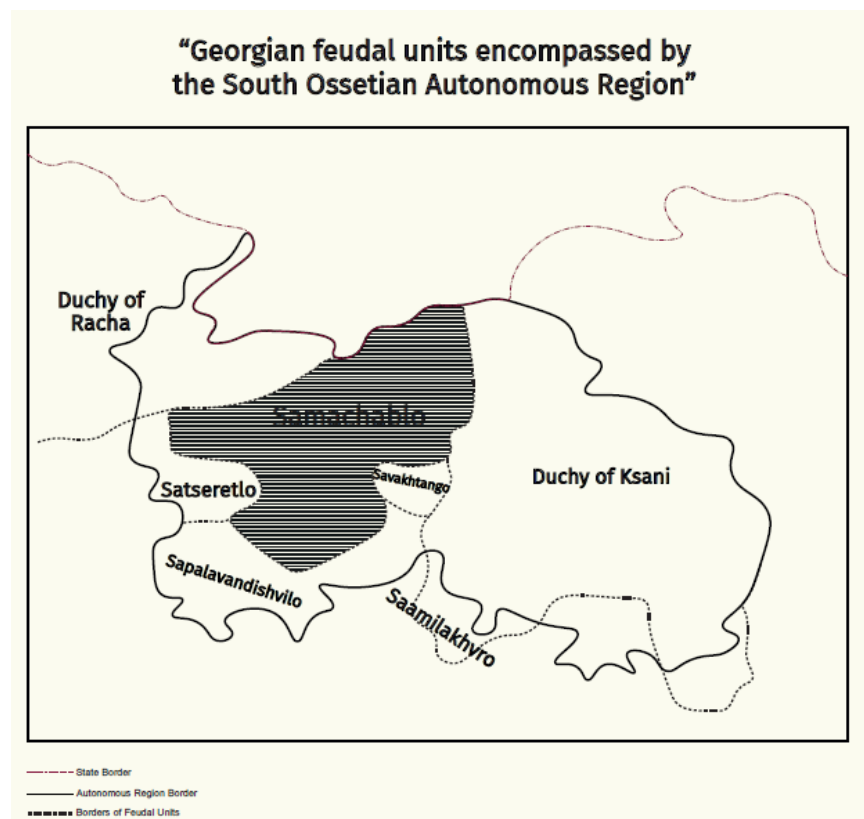 “Georgian feudal units encompassed by
the South Ossetian Autonomous Region”
Duchy of
Racha
Samachablo
Satseretlo
Savakhtango
Duchy of Ksani
Sapalavandishvilo
Saamilakhvro
State Border
Autonomous Region Border
Borders of Feudal Units